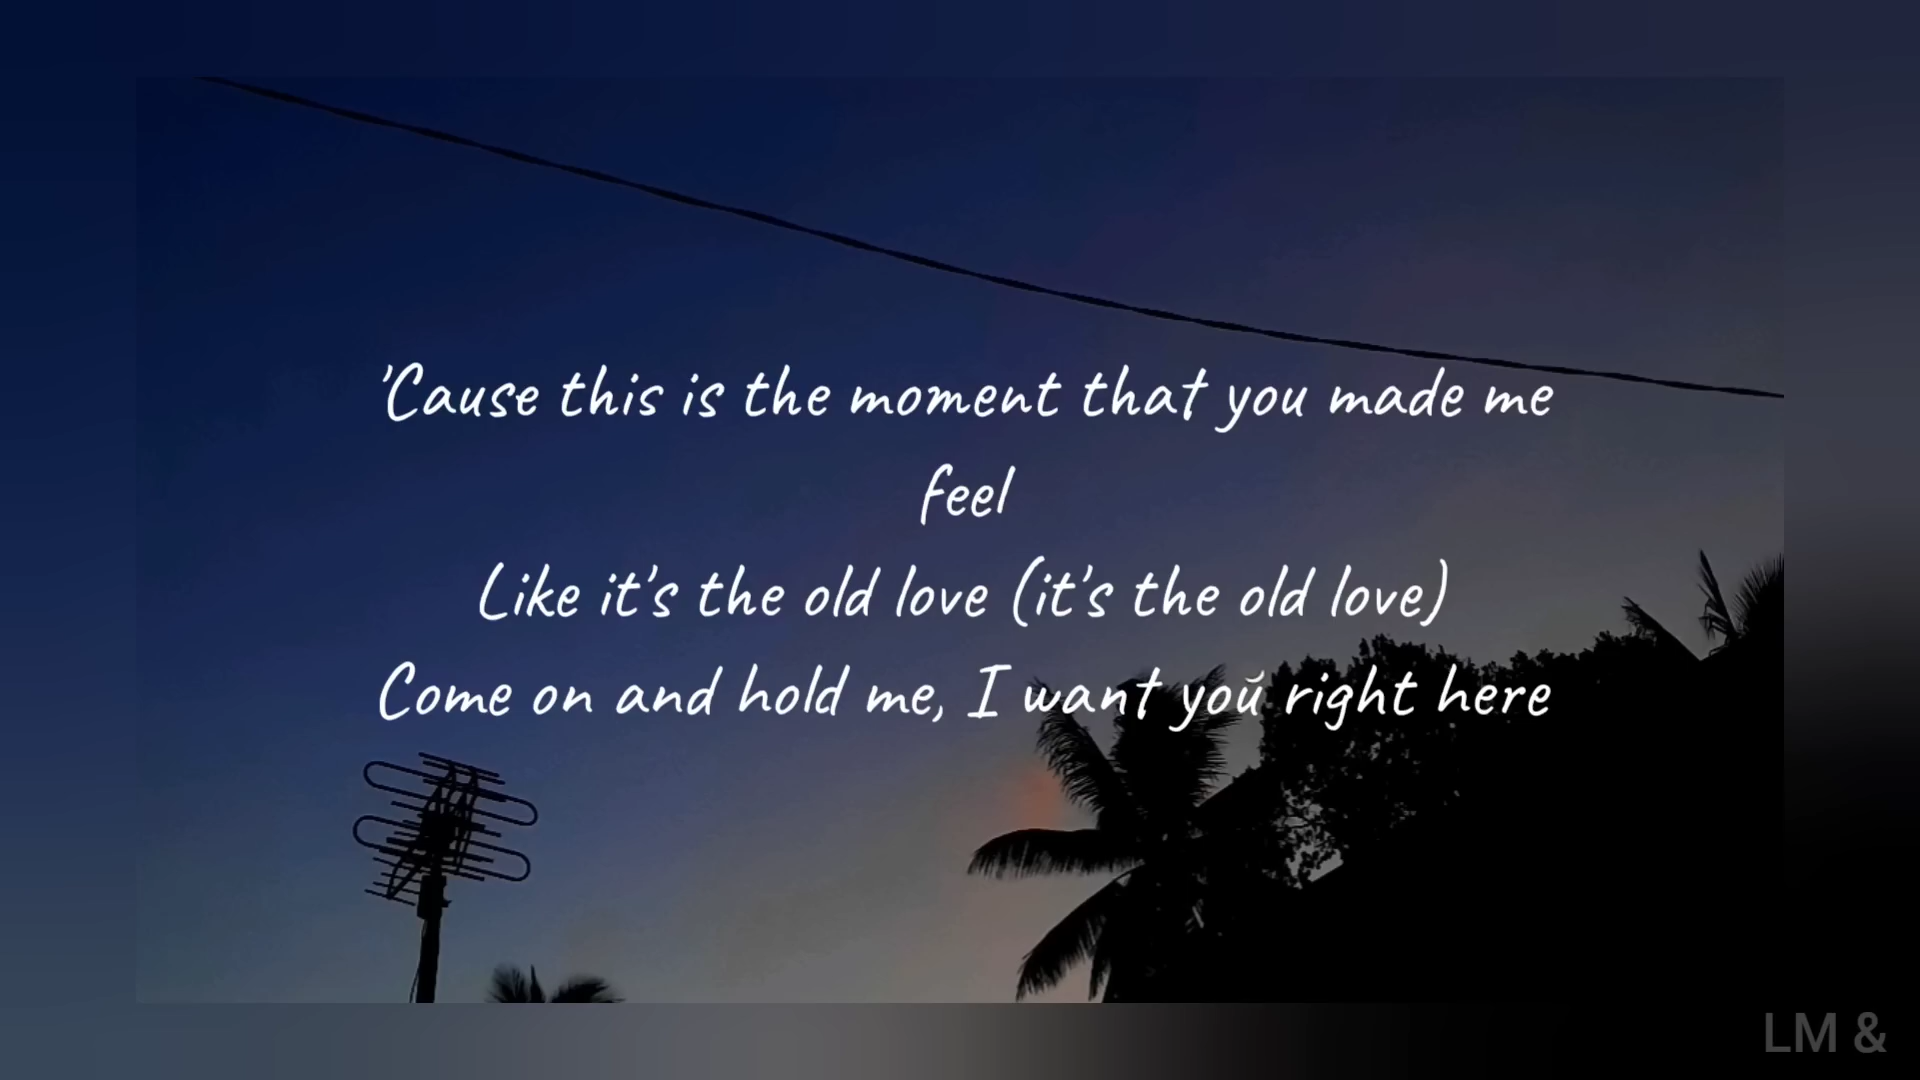 'Cause this is the moment that you made me
feel
Like it's the old love (it's the old love)
Come on and hold me, I want you right here
LM &